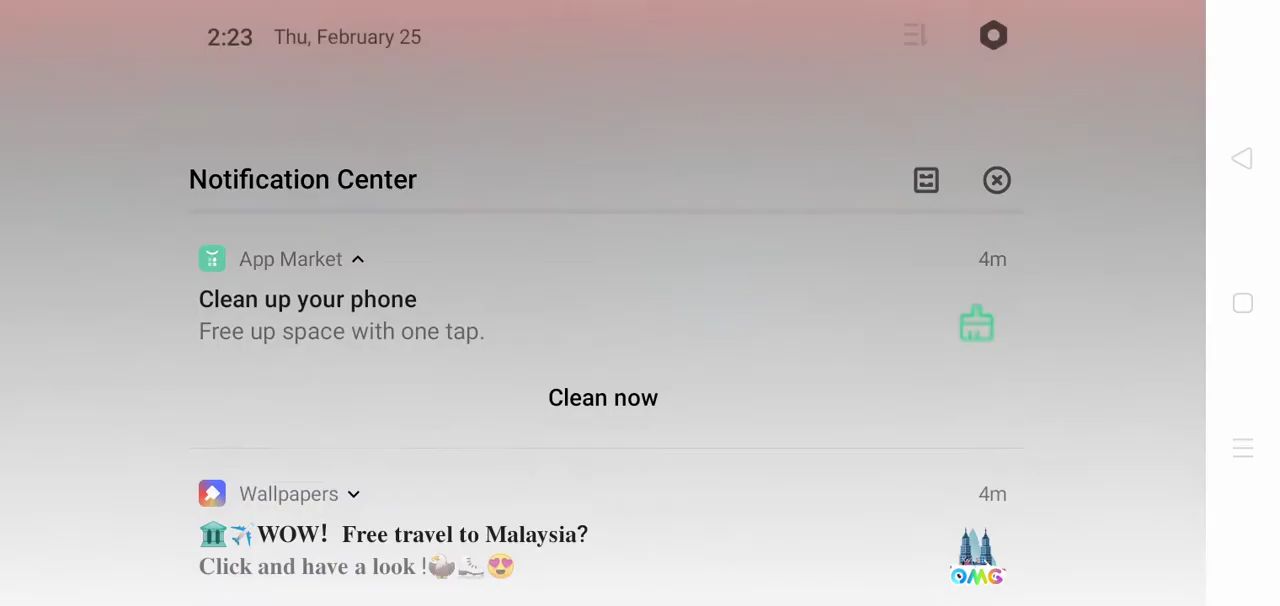 2:23 Thu, February 25
Notification Center
App Market 4m
Clean up your phone
Free up space with one tap.
Clean now
Wallpapers 4m
🏛️✈️WOW! Free travel to Malaysia?
Click and have a look !🐓⛸️😍
OMG